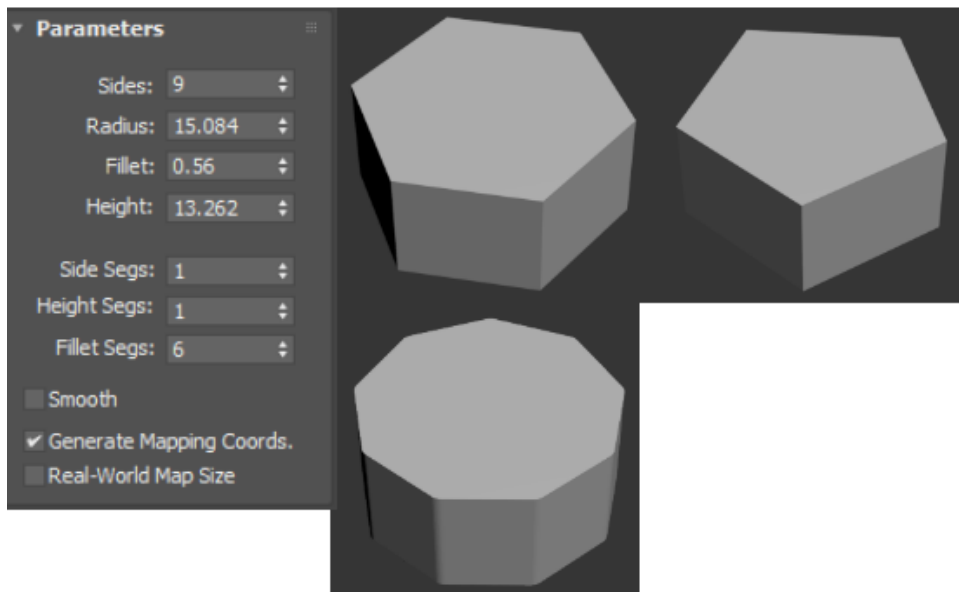 Parameters
Sides: 9
Radius: 15.084
Fillet: 0.56
Height: 13.262
Side Segs: 1
Height Segs: 1
Fillet Segs: 6
Smooth
Generate Mapping Coords.
Real-World Map Size